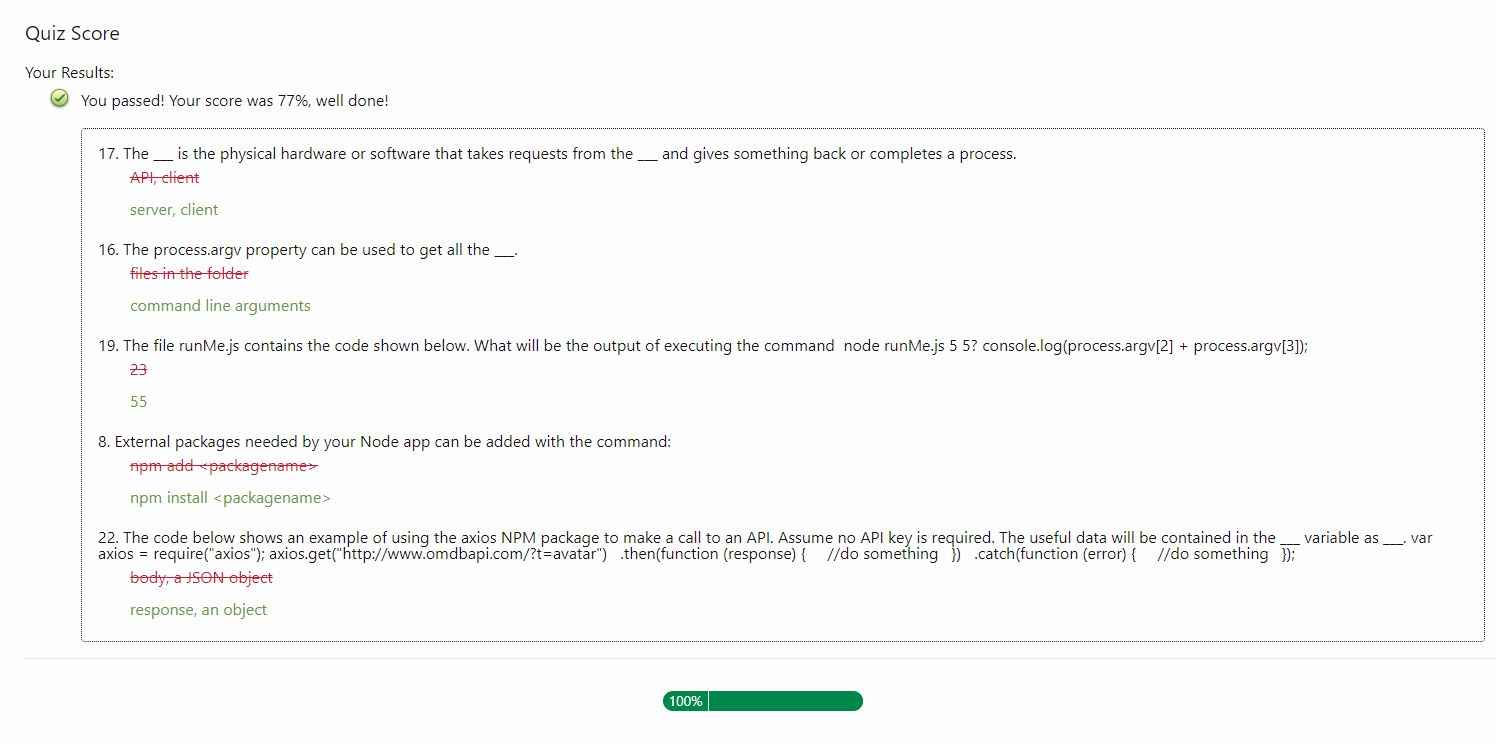 Quiz Score
Your Results:
You passed! Your score was 77%, well done!
17. The ___ is the physical hardware or software that takes requests from the ___ and gives something back or completes a process.
API, client
server, client
16. The process.argv property can be used to get all the ___.
files in the folder
command line arguments
19. The file runMe.js contains the code shown below. What will be the output of executing the command  node runMe.js 5 5? console.log(process.argv[2] + process.argv[3]);
23
55
8. External packages needed by your Node app can be added with the command:
npm add <packagename>
npm install <packagename>
22. The code below shows an example of using the axios NPM package to make a call to an API. Assume no API key is required. The useful data will be contained in the ___ variable as ___. var
axios = require("axios"); axios.get("http://www.omdbapi.com/?t=avatar")   .then(function (response) {     //do something   })   .catch(function (error) {     //do something   });
body, a JSON object
response, an object
100%